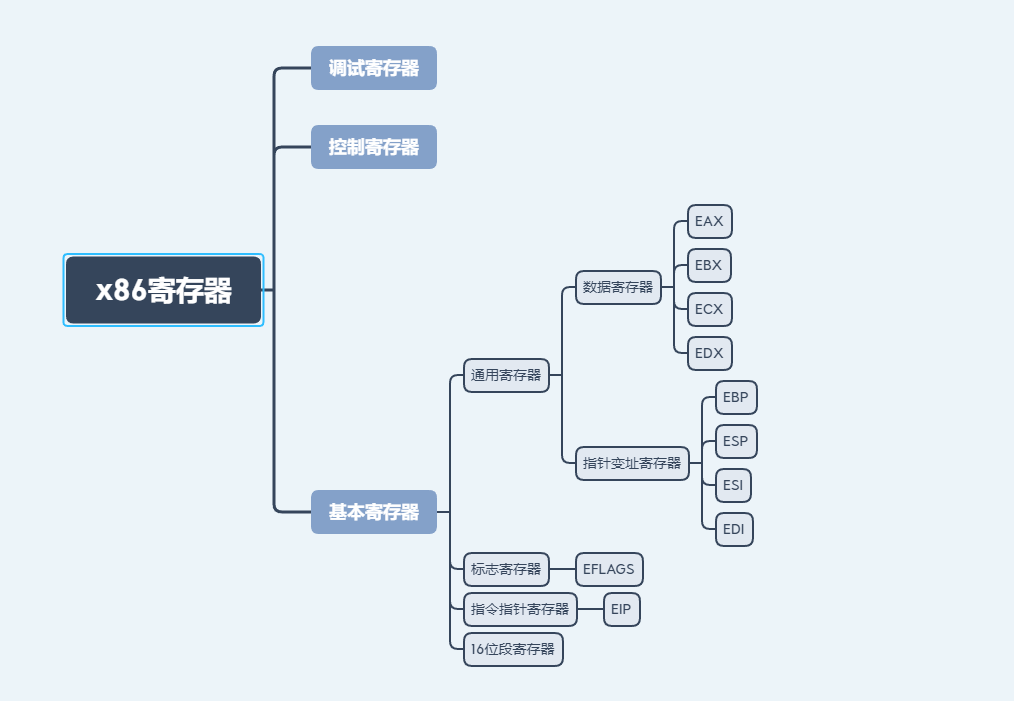 x86寄存器
调试寄存器
控制寄存器
基本寄存器
通用寄存器
数据寄存器
EAX
EBX
ECX
EDX
指针变址寄存器
EBP
ESP
ESI
EDI
标志寄存器
EFLAGS
指令指针寄存器
EIP
16位段寄存器